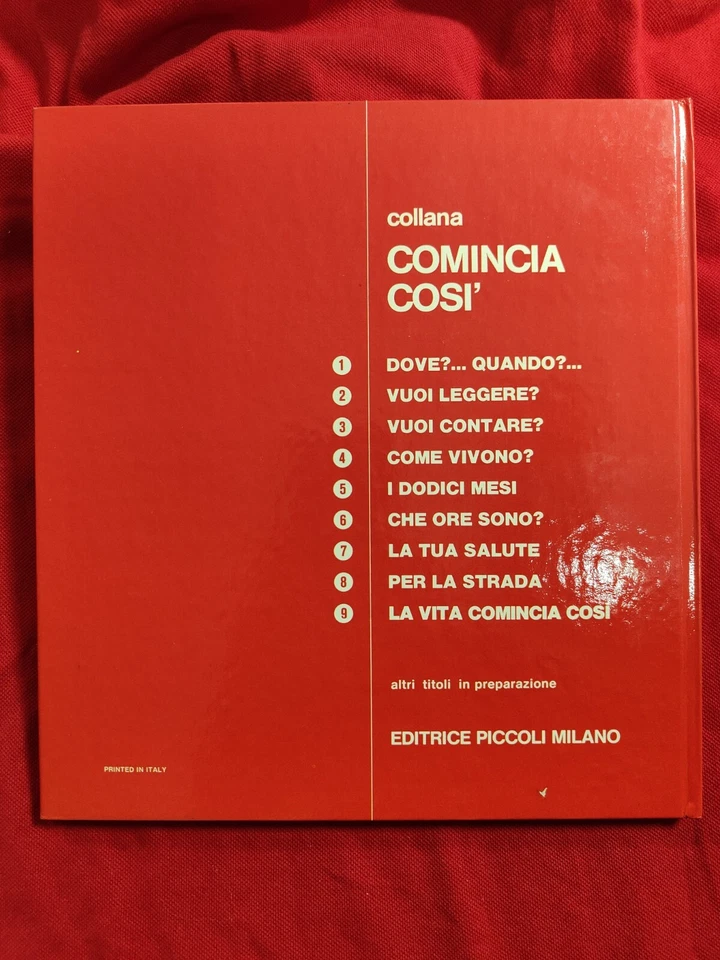 collana
COMINCIA
COSI'
1 DOVE?... QUANDO?...
2 VUOI LEGGERE?
3 VUOI CONTARE?
4 COME VIVONO?
5 I DODICI MESI
6 CHE ORE SONO?
7 LA TUA SALUTE
8 PER LA STRADA
9 LA VITA COMINCIA COSÌ
altri titoli in preparazione
EDITRICE PICCOLI MILANO
PRINTED IN ITALY